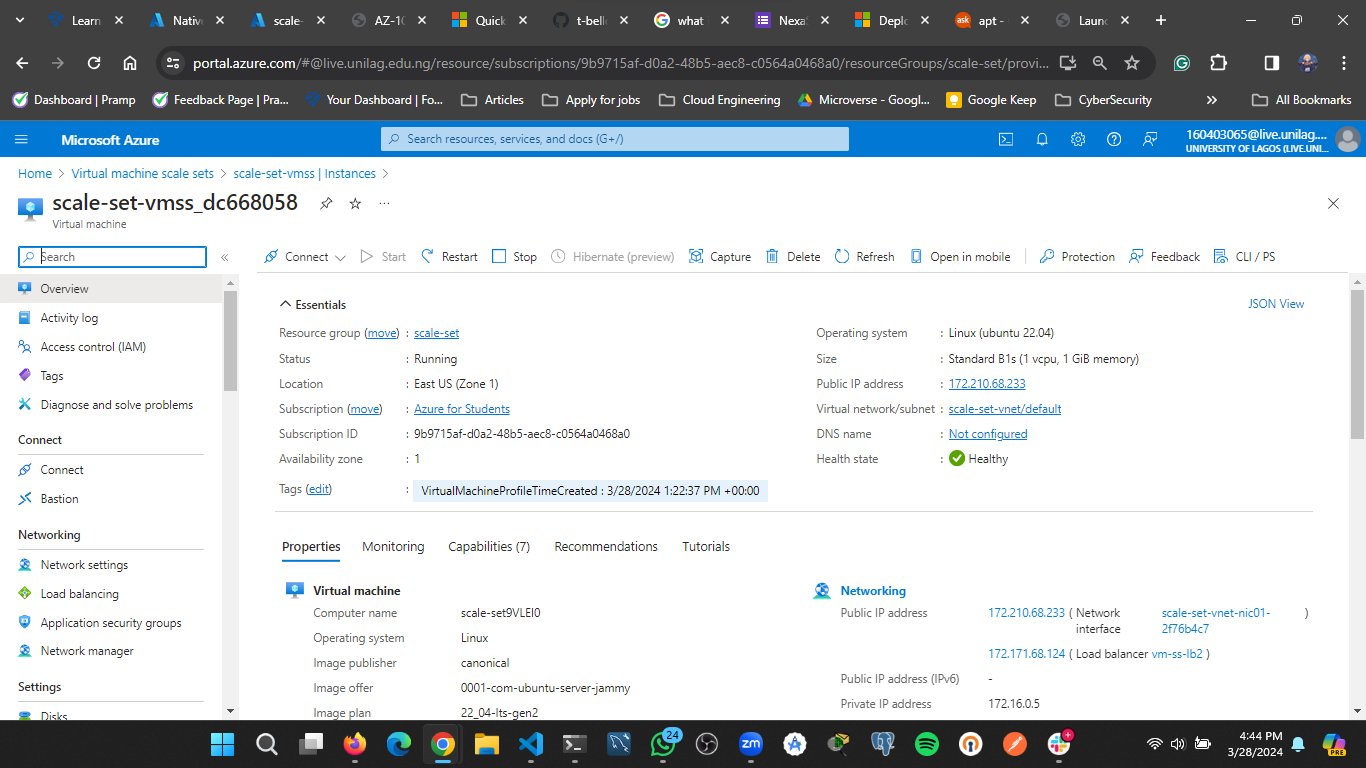 Learn
Native
scale-
AZ-10
Quick
t-belle
what
Nexa
Deplo
apt -
Laun
portal.azure.com/#@live.unilag.edu.ng/resource/subscriptions/9b9715af-d0a2-48b5-aec8-c0564a0468a0/resourceGroups/scale-set/provi...
Dashboard | Pramp
Feedback Page | Pra...
Your Dashboard | Fo...
Articles
Apply for jobs
Cloud Engineering
Microverse - Googl...
Google Keep
CyberSecurity
»
All Bookmarks
Microsoft Azure
Search resources, services, and docs (G+/)
160403065@live.unilag....
UNIVERSITY OF LAGOS (LIVE.UNI...
Home > Virtual machine scale sets > scale-set-vmss | Instances >
scale-set-vmss_dc668058
...
Virtual machine
Search
«
Connect
Start
Restart
Stop
Hibernate (preview)
Capture
Delete
Refresh
Open in mobile
Protection
Feedback
CLI / PS
Overview
Activity log
Access control (IAM)
Tags
Diagnose and solve problems
Connect
Connect
Bastion
Networking
Network settings
Load balancing
Application security groups
Network manager
Settings
Disks
Essentials
JSON View
Resource group (move) : scale-set
Status : Running
Location : East US (Zone 1)
Subscription (move) : Azure for Students
Subscription ID : 9b9715af-d0a2-48b5-aec8-c0564a0468a0
Availability zone : 1
Operating system : Linux (ubuntu 22.04)
Size : Standard B1s (1 vcpu, 1 GiB memory)
Public IP address : 172.210.68.233
Virtual network/subnet : scale-set-vnet/default
DNS name : Not configured
Health state : Healthy
Tags (edit) : VirtualMachineProfileTimeCreated : 3/28/2024 1:22:37 PM +00:00
Properties
Monitoring
Capabilities (7)
Recommendations
Tutorials
Virtual machine
Computer name scale-set9VLEI0
Operating system Linux
Image publisher canonical
Image offer 0001-com-ubuntu-server-jammy
Image plan 22_04-lts-gen2
Networking
Public IP address 172.210.68.233 ( Network scale-set-vnet-nic01- )
interface 2f76b4c7
172.171.68.124 ( Load balancer vm-ss-lb2 )
Public IP address (IPv6) -
Private IP address 172.16.0.5
24
zm
4:44 PM
3/28/2024
PRE